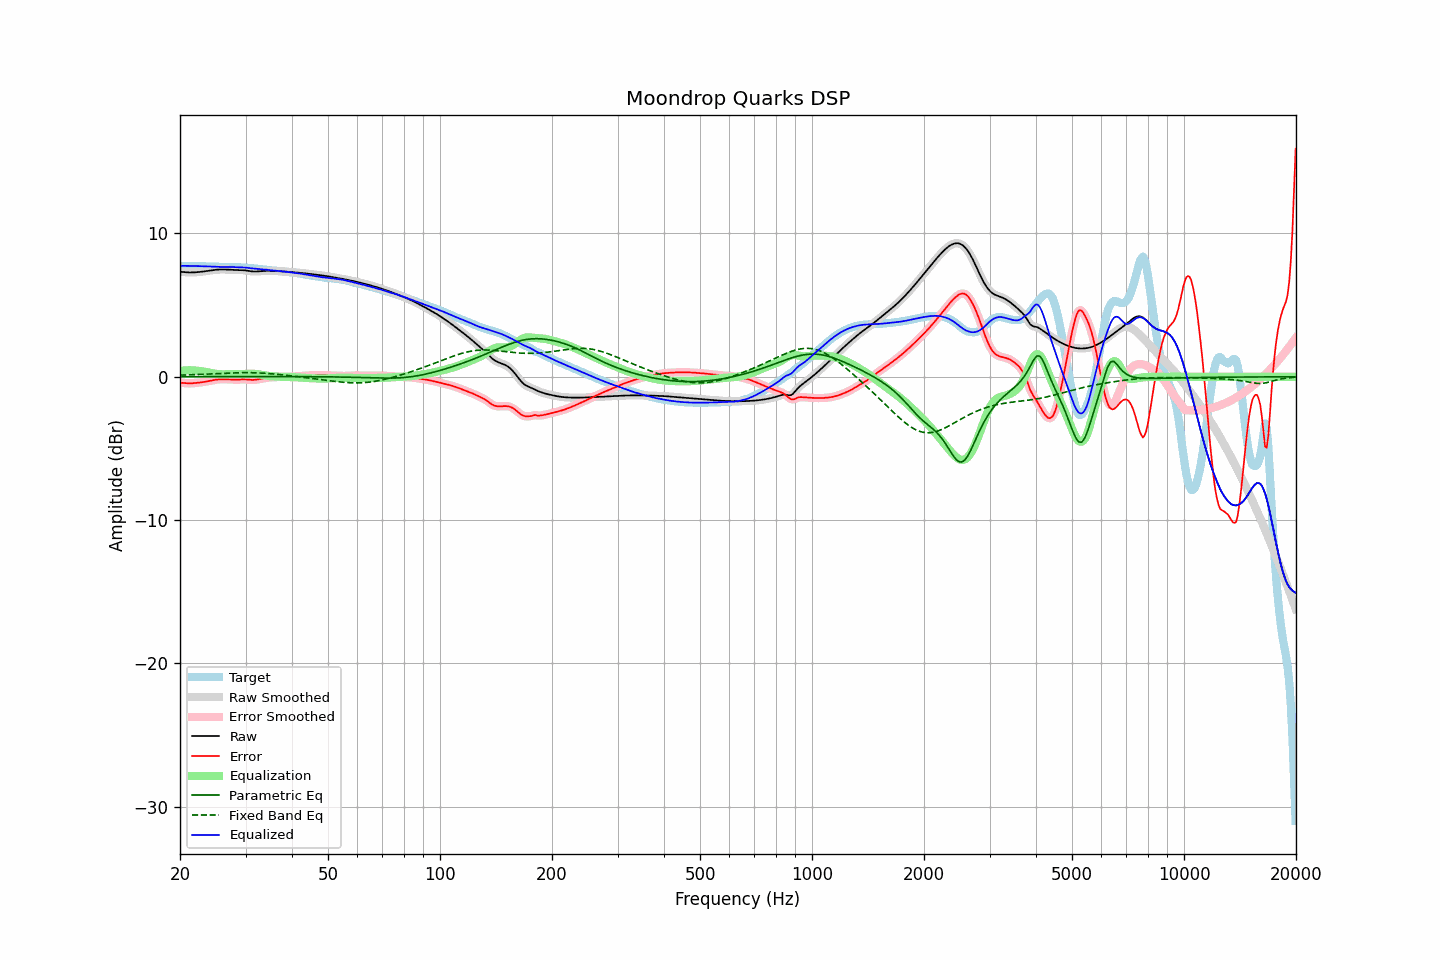 Moondrop Quarks DSP
Amplitude (dBr)
10
0
−10
−20
−30
Target
Raw Smoothed
Error Smoothed
Raw
Error
Equalization
Parametric Eq
Fixed Band Eq
Equalized
20 50 100 200 500 1000 2000 5000 10000 20000
Frequency (Hz)